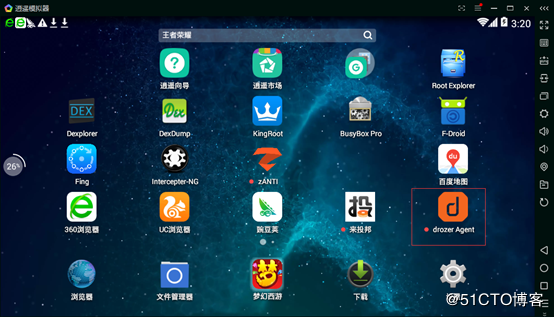 逍遥模拟器
3:20
王者荣耀
逍遥向导
逍遥市场
G
Root Explorer
DEX
Dex
Dexplorer
DexDump
KingRoot
BusyBox Pro
F-Droid
du
Fing
Intercepter-NG
zANTI
百度地图
26%
投
d
360浏览器
UC浏览器
豌豆荚
来投邦
drozer Agent
浏览器
文件管理器
梦幻西游
下载
设置
@51CTO博客